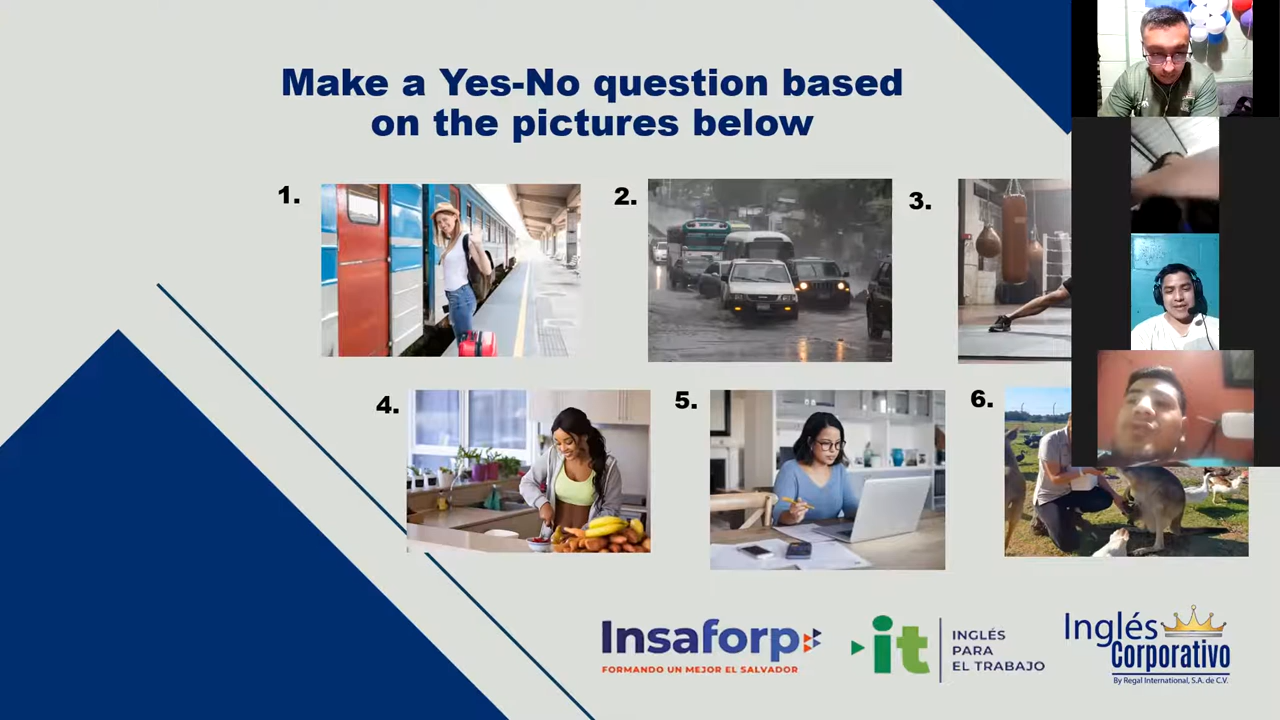 Make a Yes-No question based
on the pictures below
1.
2.
3.
4.
5.
6.
Insaforp
FORMANDO UN MEJOR EL SALVADOR
it
INGLÉS
PARA
EL TRABAJO
Inglés
Corporativo
By Regal International, S.A. de C.V.